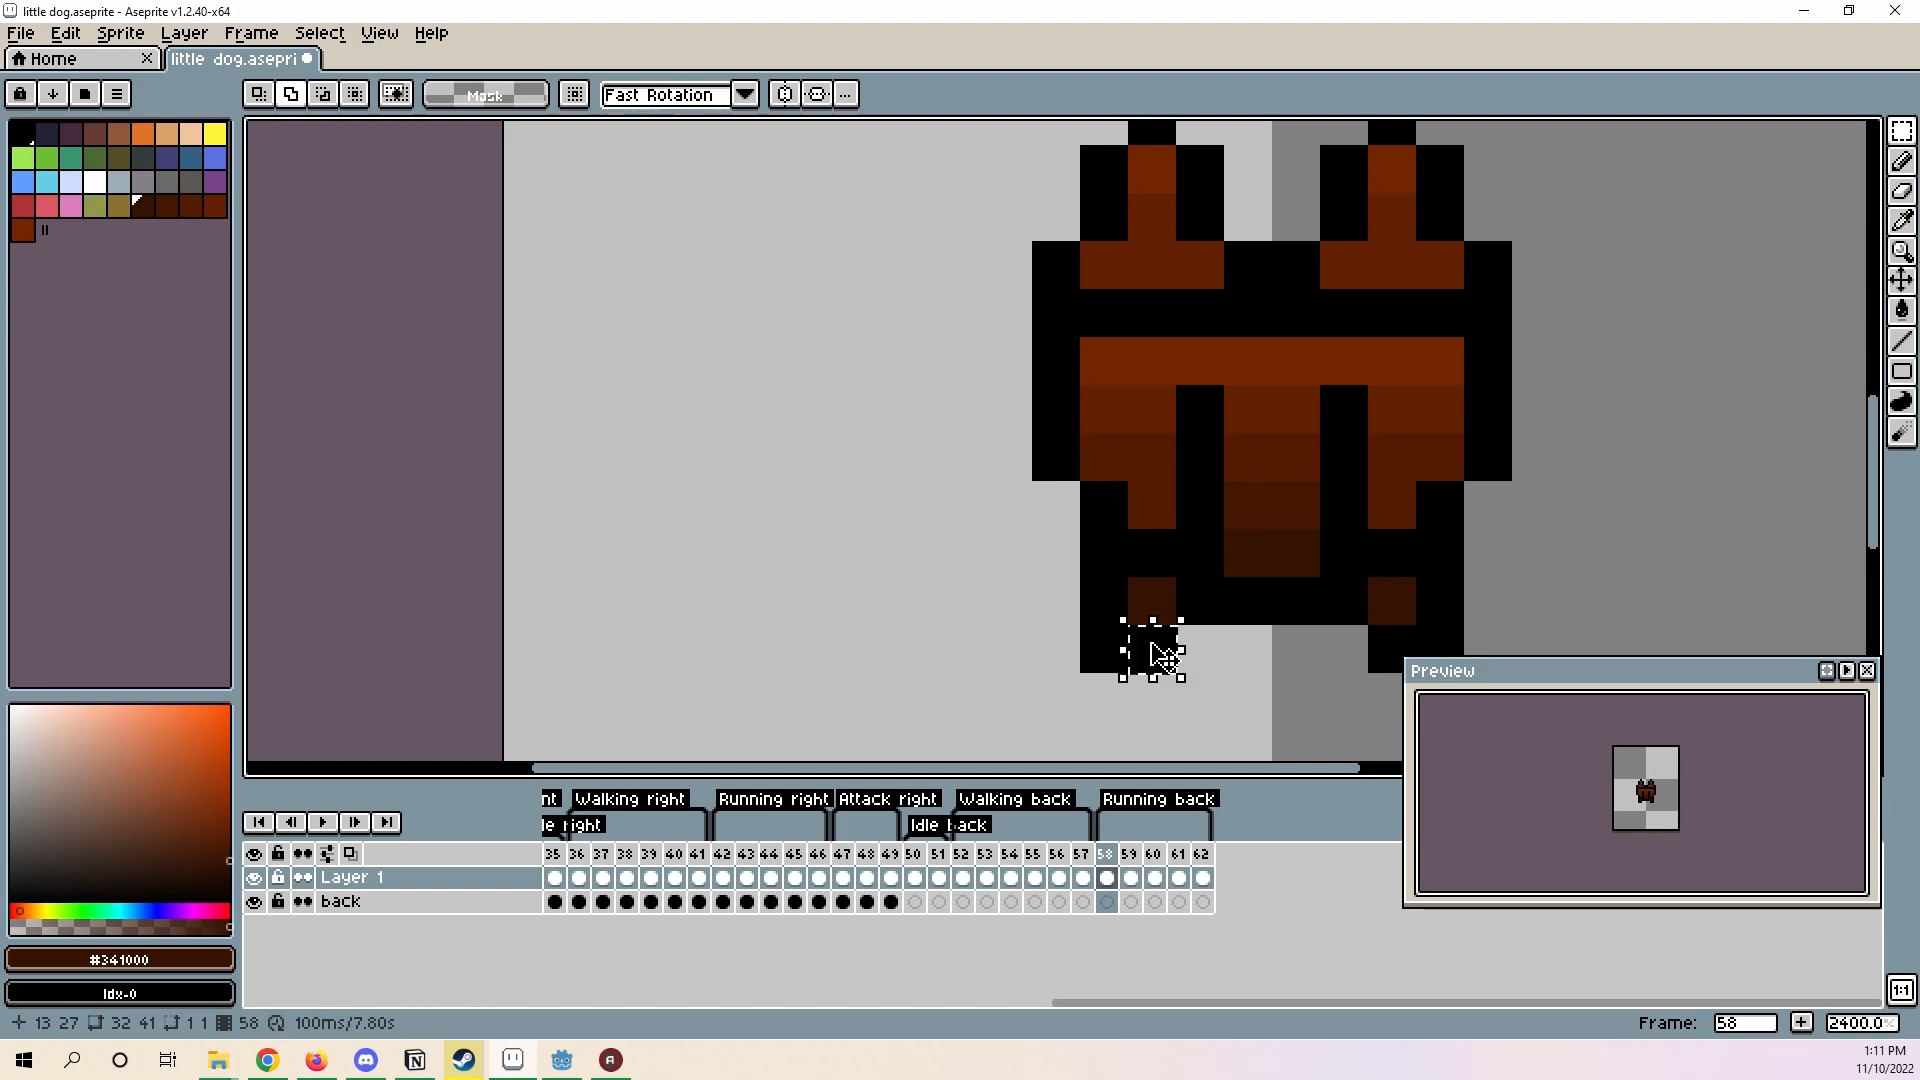 little dog.aseprite - Aseprite v1.2.40-x64
File Edit Sprite Layer Frame Select View Help
Home
little dog.asepri
Mask
Fast Rotation
nt Walking right Running right Attack right Walking back Running back
le right Idle back
35 36 37 38 39 40 41 42 43 44 45 46 47 48 49 50 51 52 53 54 55 56 57 58 59 60 61 62
Layer 1
back
Preview
#341000
Idx-0
1:1
13 27 32 41 1 1 58 100ms/7.80s
Frame: 58 + 2400.0
1:11 PM
11/10/2022